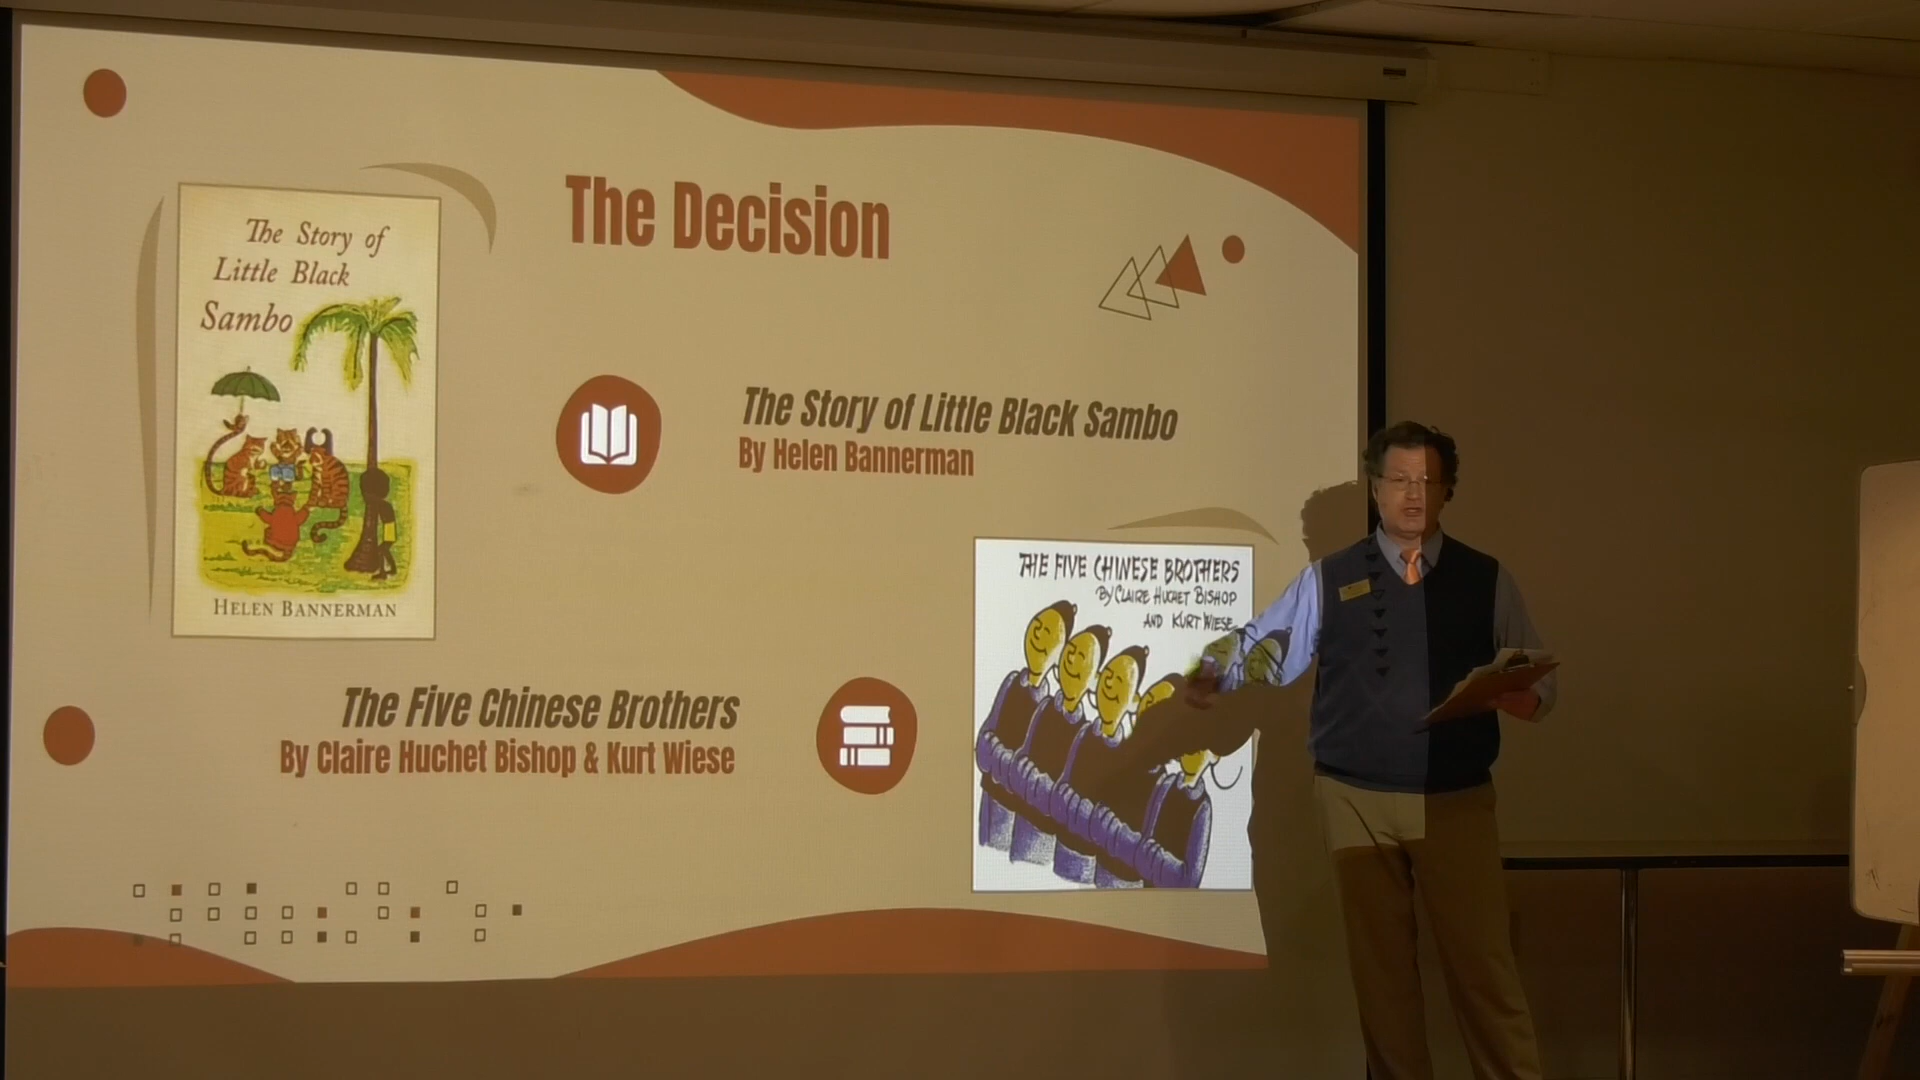 The Decision
The Story of
Little Black
Sambo
HELEN BANNERMAN
The Story of Little Black Sambo
By Helen Bannerman
THE FIVE CHINESE BROTHERS
By CLAIRE HUCHET BISHOP
AND KURT WIESE
The Five Chinese Brothers
By Claire Huchet Bishop & Kurt Wiese